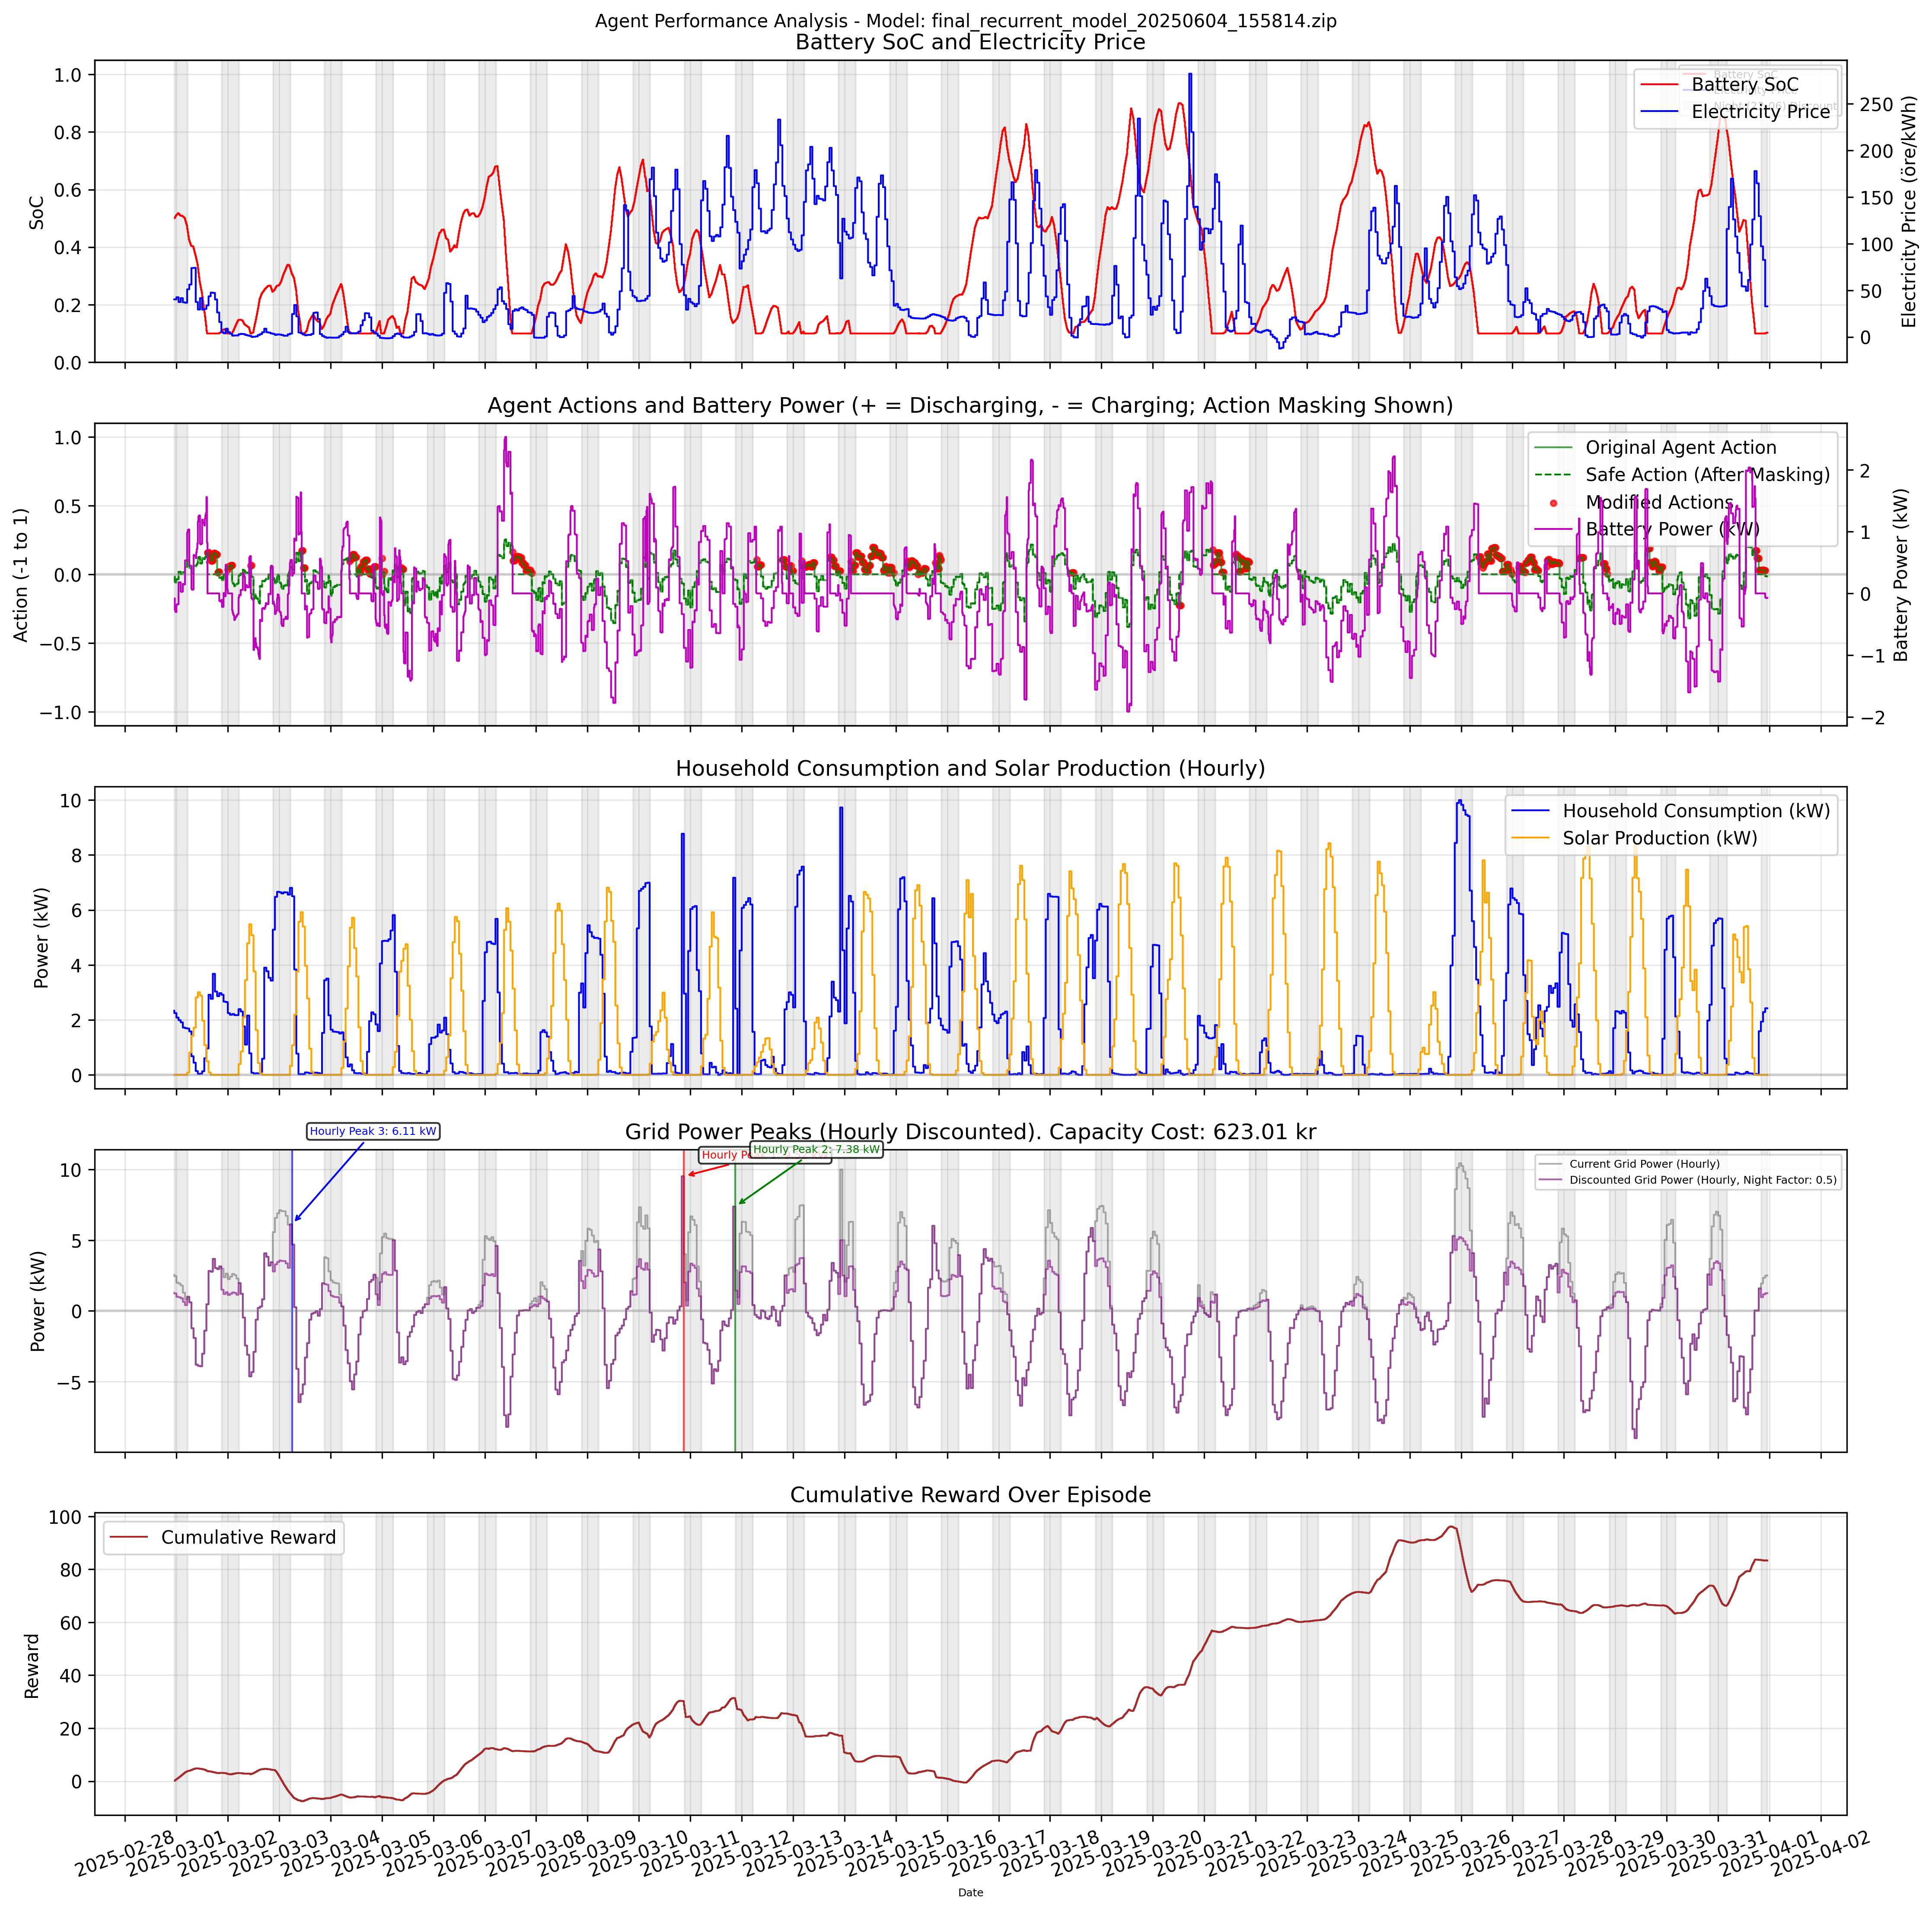 Agent Performance Analysis - Model: final_recurrent_model_20250604_155814.zip
Battery SoC and Electricity Price
1.0
0.8
0.6
0.4
0.2
0.0
SoC
250
200
150
100
50
0
Electricity Price (öre/kWh)
Battery SoC
Electricity Price
Agent Actions and Battery Power (+ = Discharging, - = Charging; Action Masking Shown)
1.0
0.5
0.0
−0.5
−1.0
Action (-1 to 1)
2
1
0
−1
−2
Battery Power (kW)
Original Agent Action
Safe Action (After Masking)
Modified Actions
Battery Power (kW)
Household Consumption and Solar Production (Hourly)
10
8
6
4
2
0
Power (kW)
Household Consumption (kW)
Solar Production (kW)
Grid Power Peaks (Hourly Discounted). Capacity Cost: 623.01 kr
Hourly Peak 3: 6.11 kW
Hourly
Hourly Peak 2: 7.38 kW
10
5
0
−5
Power (kW)
Current Grid Power (Hourly)
Discounted Grid Power (Hourly, Night Factor: 0.5)
Cumulative Reward Over Episode
100
80
60
40
20
0
Reward
Cumulative Reward
2025-02-28
2025-03-01
2025-03-02
2025-03-03
2025-03-04
2025-03-05
2025-03-06
2025-03-07
2025-03-08
2025-03-09
2025-03-10
2025-03-11
2025-03-12
2025-03-13
2025-03-14
2025-03-15
2025-03-16
2025-03-17
2025-03-18
2025-03-19
2025-03-20
2025-03-21
2025-03-22
2025-03-23
2025-03-24
2025-03-25
2025-03-26
2025-03-27
2025-03-28
2025-03-29
2025-03-30
2025-03-31
2025-04-01
2025-04-02
Date